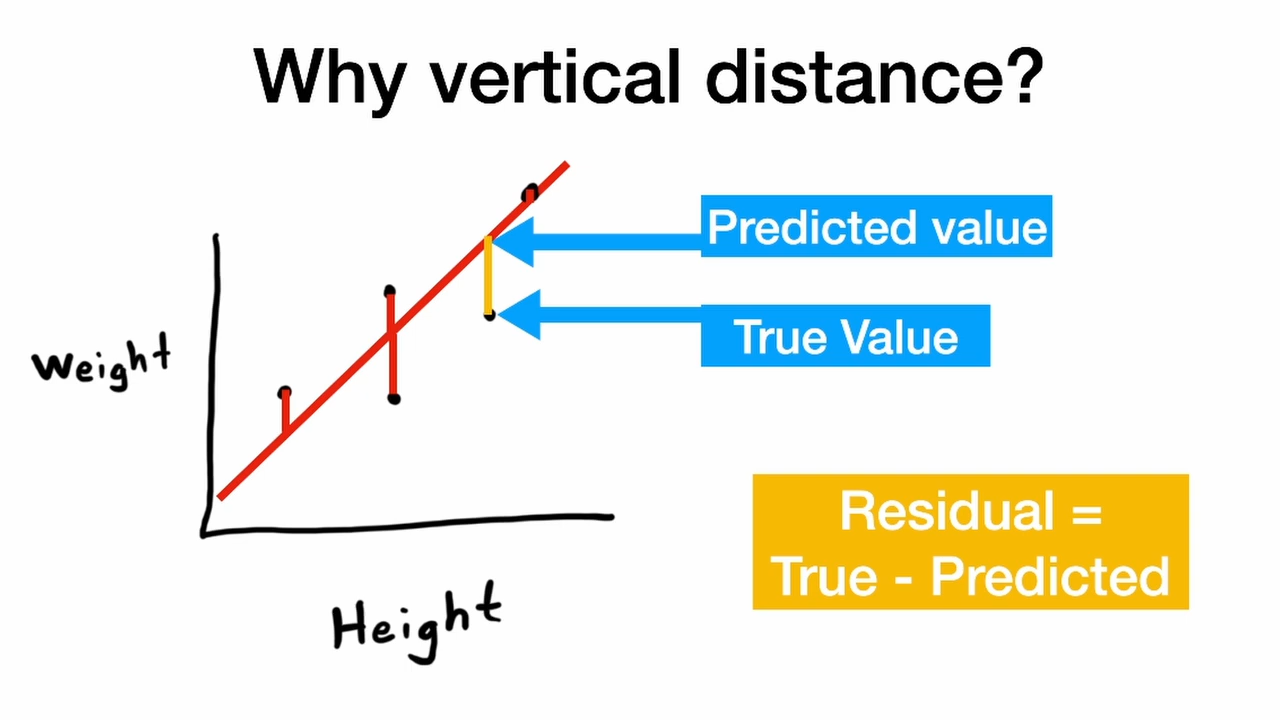 Why vertical distance?
Predicted value
True Value
Weight
Residual =
True - Predicted
Height